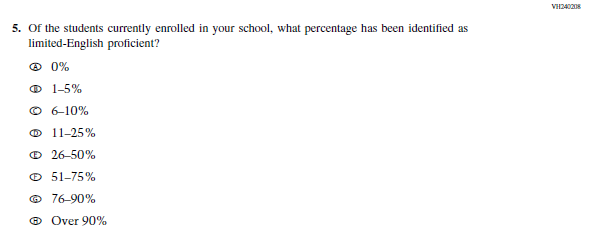 VH240208
5. Of the students currently enrolled in your school, what percentage has been identified as
limited-English proficient?
A 0%
B 1–5%
C 6–10%
D 11–25%
E 26–50%
F 51–75%
G 76–90%
H Over 90%